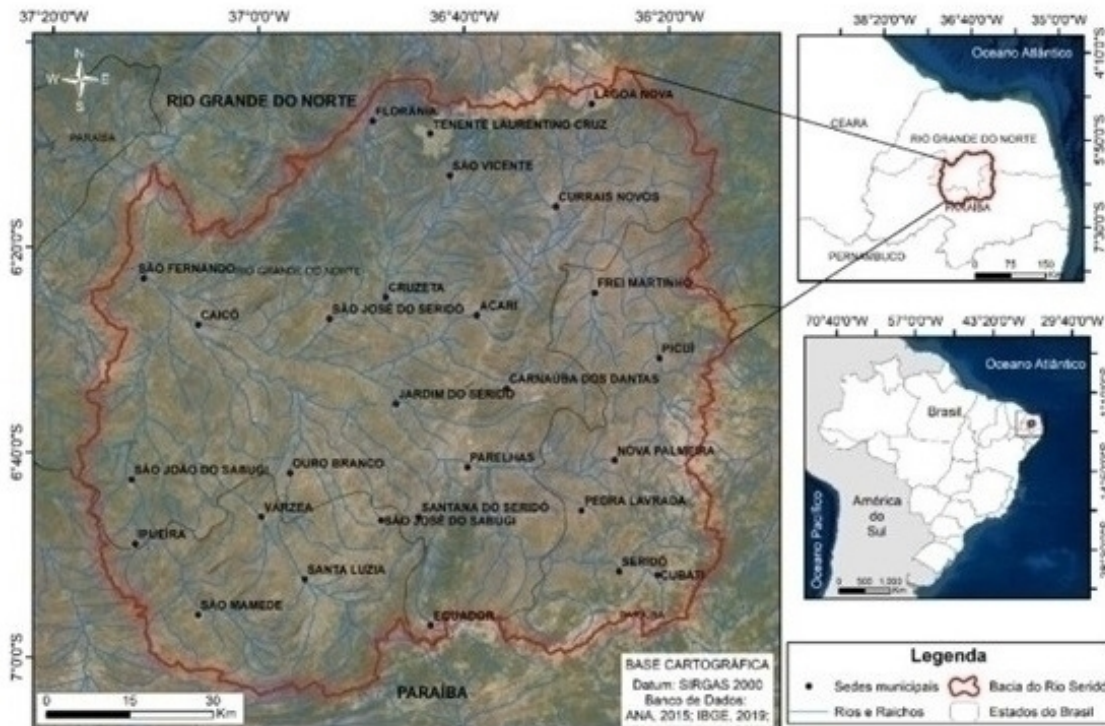 37°20'0"W 37°0'0"W 36°40'0"W 36°20'0"W
6°20'0"S
6°40'0"S
7°0'0"S
N
W E
S
RIO GRANDE DO NORTE
PARAÍBA
FLORÂNIA
LAGOA NOVA
TENENTE LAURENTINO CRUZ
SÃO VICENTE
CURRAIS NOVOS
SÃO FERNANDO
RIO GRANDE DO NORTE
CRUZETA
FREI MARTINHO
CAICÓ
SÃO JOSÉ DO SERIDÓ
ACARI
PICUÍ
CARNAÚBA DOS DANTAS
JARDIM DO SERIDÓ
SÃO JOÃO DO SABUGI
OURO BRANCO
PARELHAS
NOVA PALMEIRA
VÁRZEA
SANTANA DO SERIDÓ
SÃO JOSÉ DO SABUGI
PEDRA LAVRADA
IPUEIRA
SANTA LUZIA
SERIDÓ
CUBATI
SÃO MAMEDE
EQUADOR
PARAÍBA
PARAÍBA
0 15 30
Km
BASE CARTOGRÁFICA
Datum: SIRGAS 2000
Banco de Dados:
ANA, 2015; IBGE, 2019;
38°20'0"W 36°40'0"W 35°0'0"W
4°10'0"S
5°50'0"S
7°30'0"S
Oceano Atlântico
CEARA
RIO GRANDE DO NORTE
PARAÍBA
PERNAMBUCO
0 75 150
Km
70°40'0"W 57°0'0"W 43°20'0"W 29°40'0"W
Oceano Atlântico
Brasil
América
do
Sul
Oceano Pacífico
0 500 1.000
Km
Legenda
Sedes municipais
Bacia do Rio Seridó
Rios e Raichos
Estados do Brasil